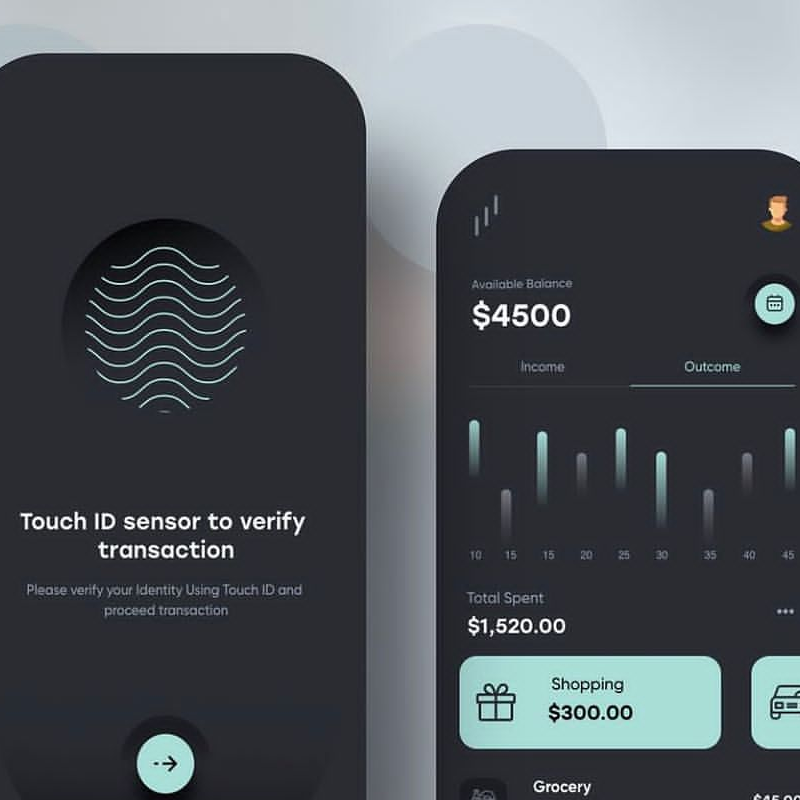 Touch ID sensor to verify
transaction
Please verify your Identity Using Touch ID and
proceed transaction
Available Balance
$4500
Income
Outcome
10 15 15 20 25 30 35 40 45
Total Spent
$1,520.00
Shopping
$300.00
Grocery